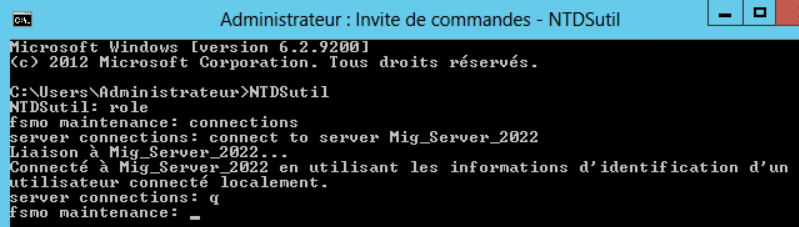 Administrateur : Invite de commandes - NTDSutil
Microsoft Windows [version 6.2.9200]
(c) 2012 Microsoft Corporation. Tous droits réservés.
C:\Users\Administrateur>NTDSutil
NTDSutil: role
fsmo maintenance: connections
server connections: connect to server Mig_Server_2022
Liaison à Mig_Server_2022...
Connecté à Mig_Server_2022 en utilisant les informations d'identification d'un
utilisateur connecté localement.
server connections: q
fsmo maintenance: _